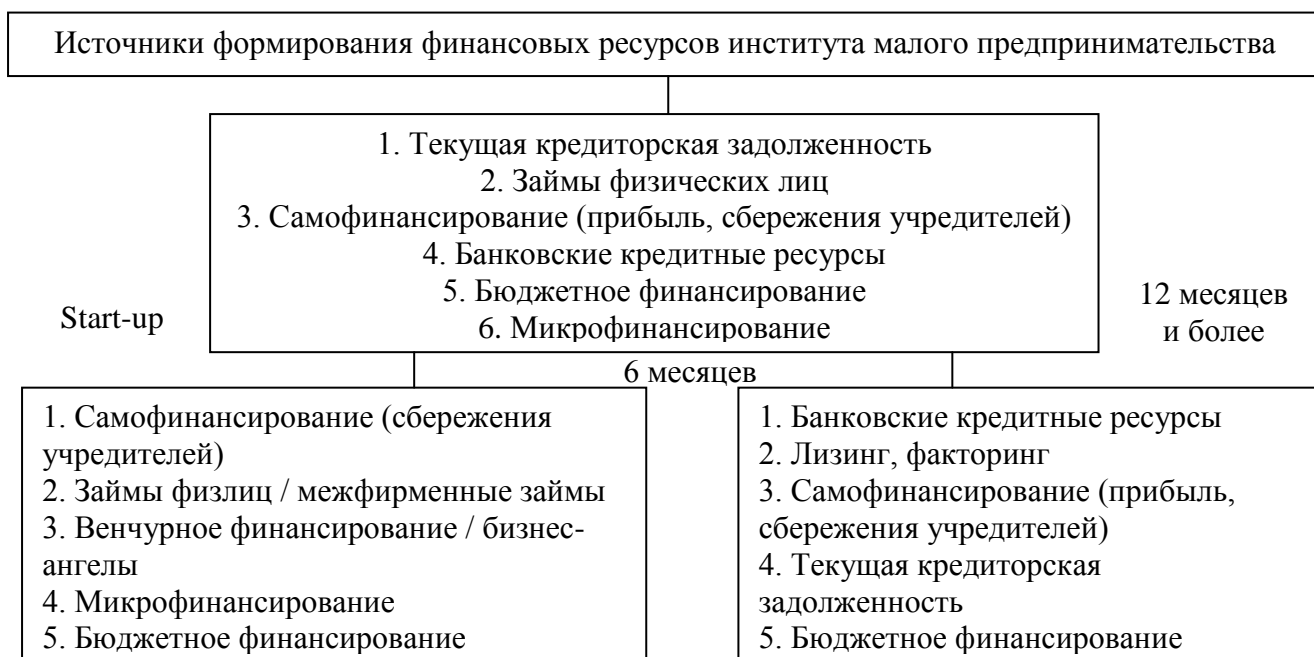 Источники формирования финансовых ресурсов института малого предпринимательства
1. Текущая кредиторская задолженность
2. Займы физических лиц
3. Самофинансирование (прибыль, сбережения учредителей)
4. Банковские кредитные ресурсы
5. Бюджетное финансирование
6. Микрофинансирование
Start-up
12 месяцев
и более
6 месяцев
1. Самофинансирование (сбережения
учредителей)
2. Займы физлиц / межфирменные займы
3. Венчурное финансирование / бизнес-
ангелы
4. Микрофинансирование
5. Бюджетное финансирование
1. Банковские кредитные ресурсы
2. Лизинг, факторинг
3. Самофинансирование (прибыль,
сбережения учредителей)
4. Текущая кредиторская
задолженность
5. Бюджетное финансирование